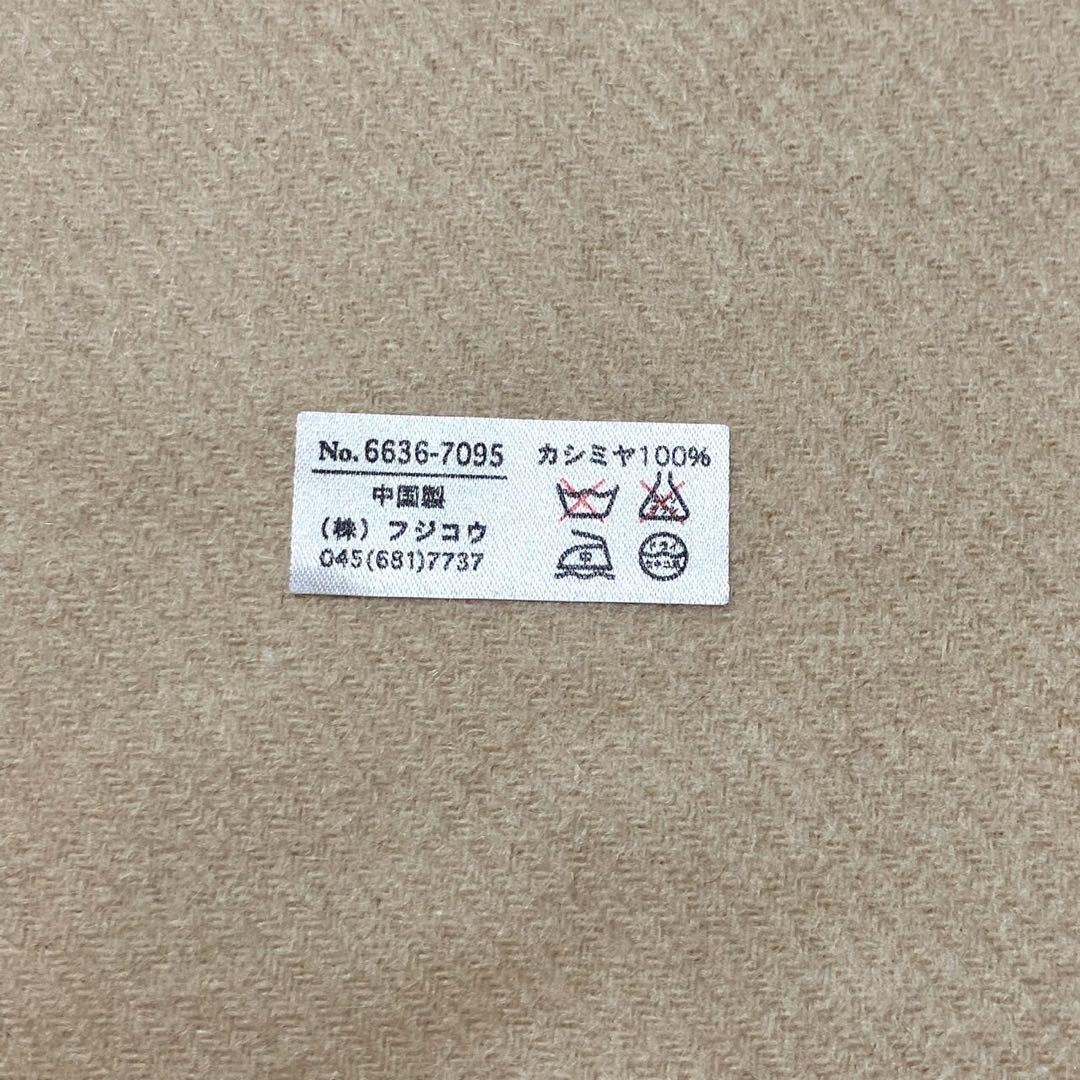 No. 6636-7095
中国製
(株) フジコウ
045(681)7737
カシミヤ100%
中